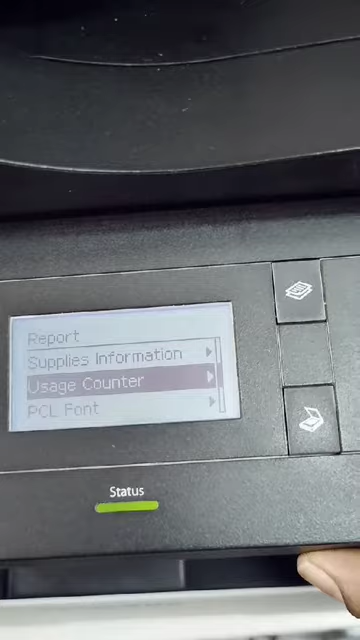 Report
Supplies Information
Usage Counter
PCL Font
Status